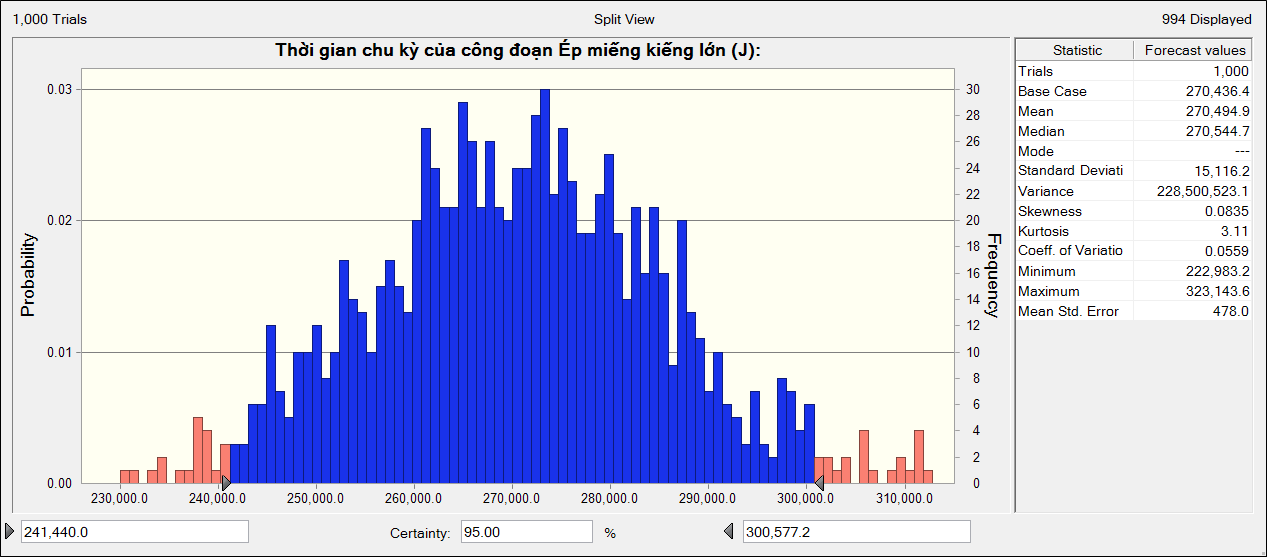 1,000 Trials
Split View
994 Displayed
Thời gian chu kỳ của công đoạn Ép miếng kiếng lớn (J):
Probability
0.03
0.02
0.01
0.00
30
28
26
24
22
20
18
16
14
12
10
8
6
4
2
0
Frequency
230,000.0 240,000.0 250,000.0 260,000.0 270,000.0 280,000.0 290,000.0 300,000.0 310,000.0
Statistic Forecast values
Trials 1,000
Base Case 270,436.4
Mean 270,494.9
Median 270,544.7
Mode ---
Standard Deviati 15,116.2
Variance 228,500,523.1
Skewness 0.0835
Kurtosis 3.11
Coeff. of Variatio 0.0559
Minimum 222,983.2
Maximum 323,143.6
Mean Std. Error 478.0
241,440.0 Certainty: 95.00 % 300,577.2